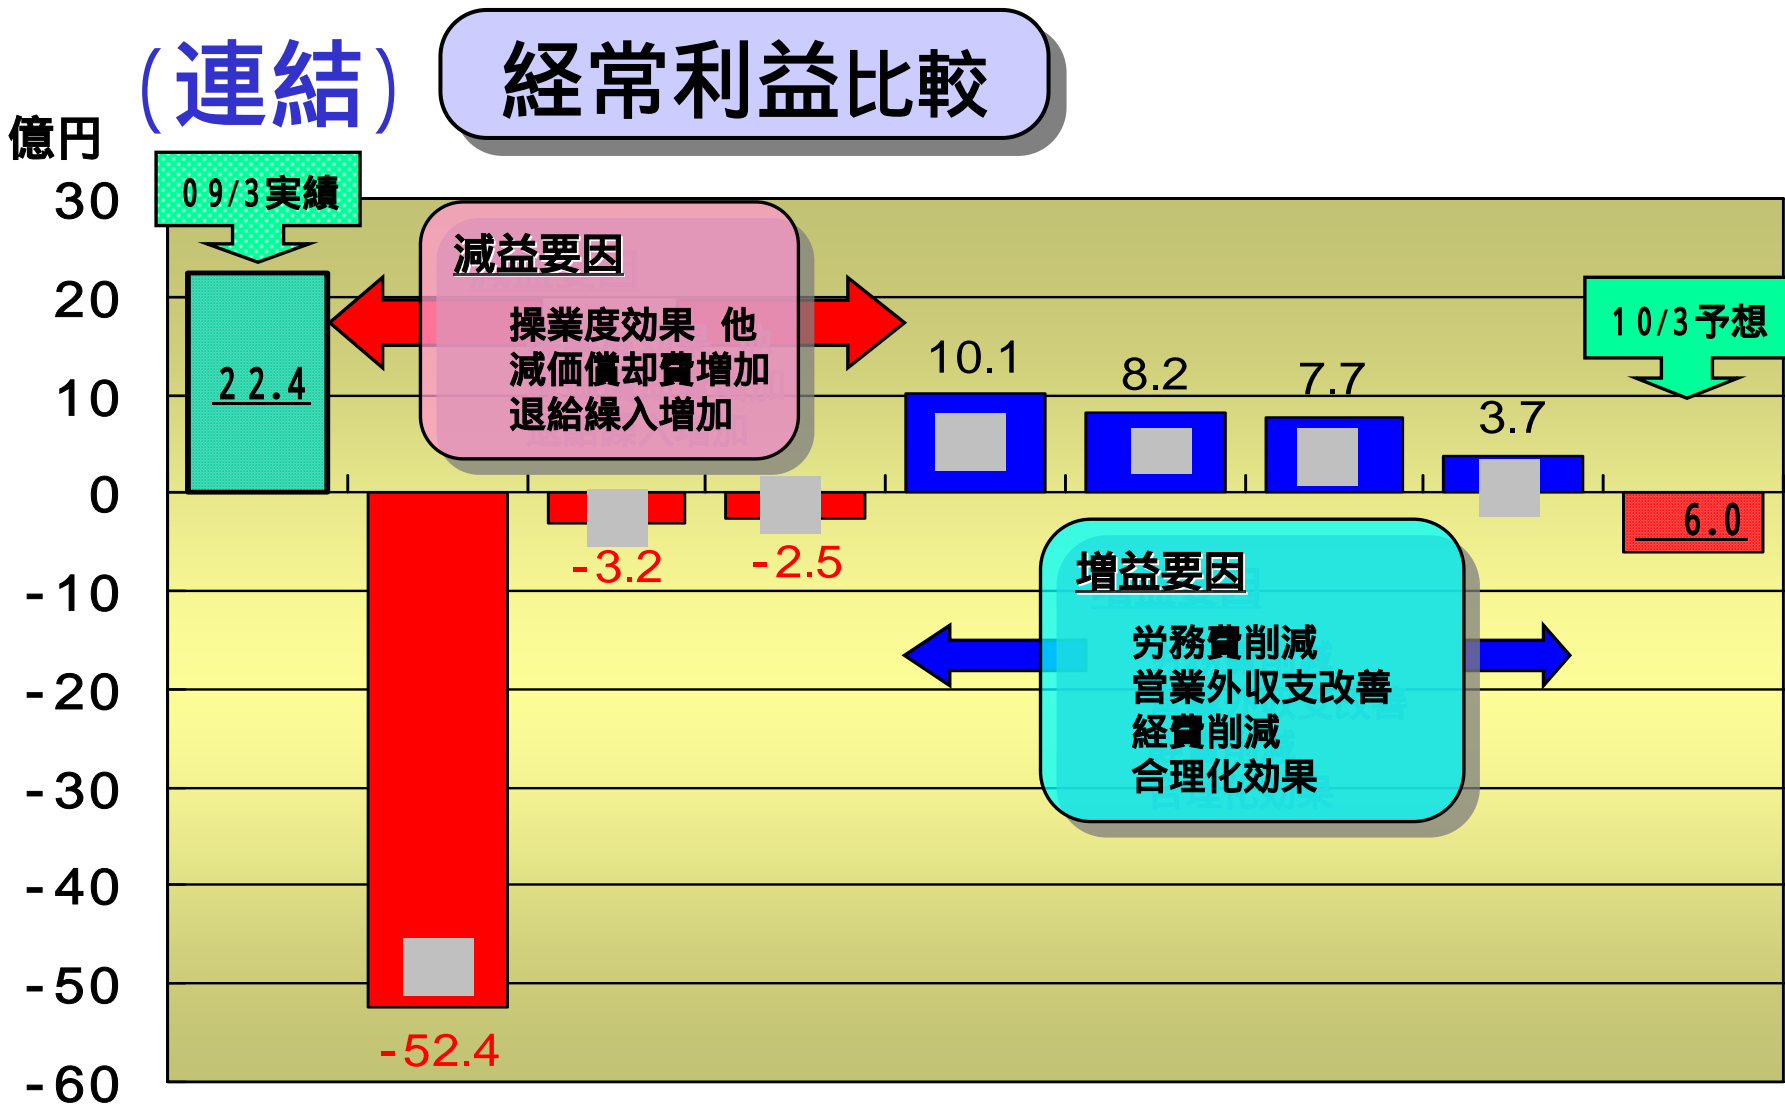 (連結) 経常利益比較
億円
09/3実績
30
20
10
0
-10
-20
-30
-40
-50
-60
22.4
減益要因
操業度効果 他
減価償却費増加
退給繰入増加
-52.4
-3.2
-2.5
10.1
8.2
7.7
3.7
10/3予想
6.0
増益要因
労務費削減
営業外収支改善
経費削減
合理化効果